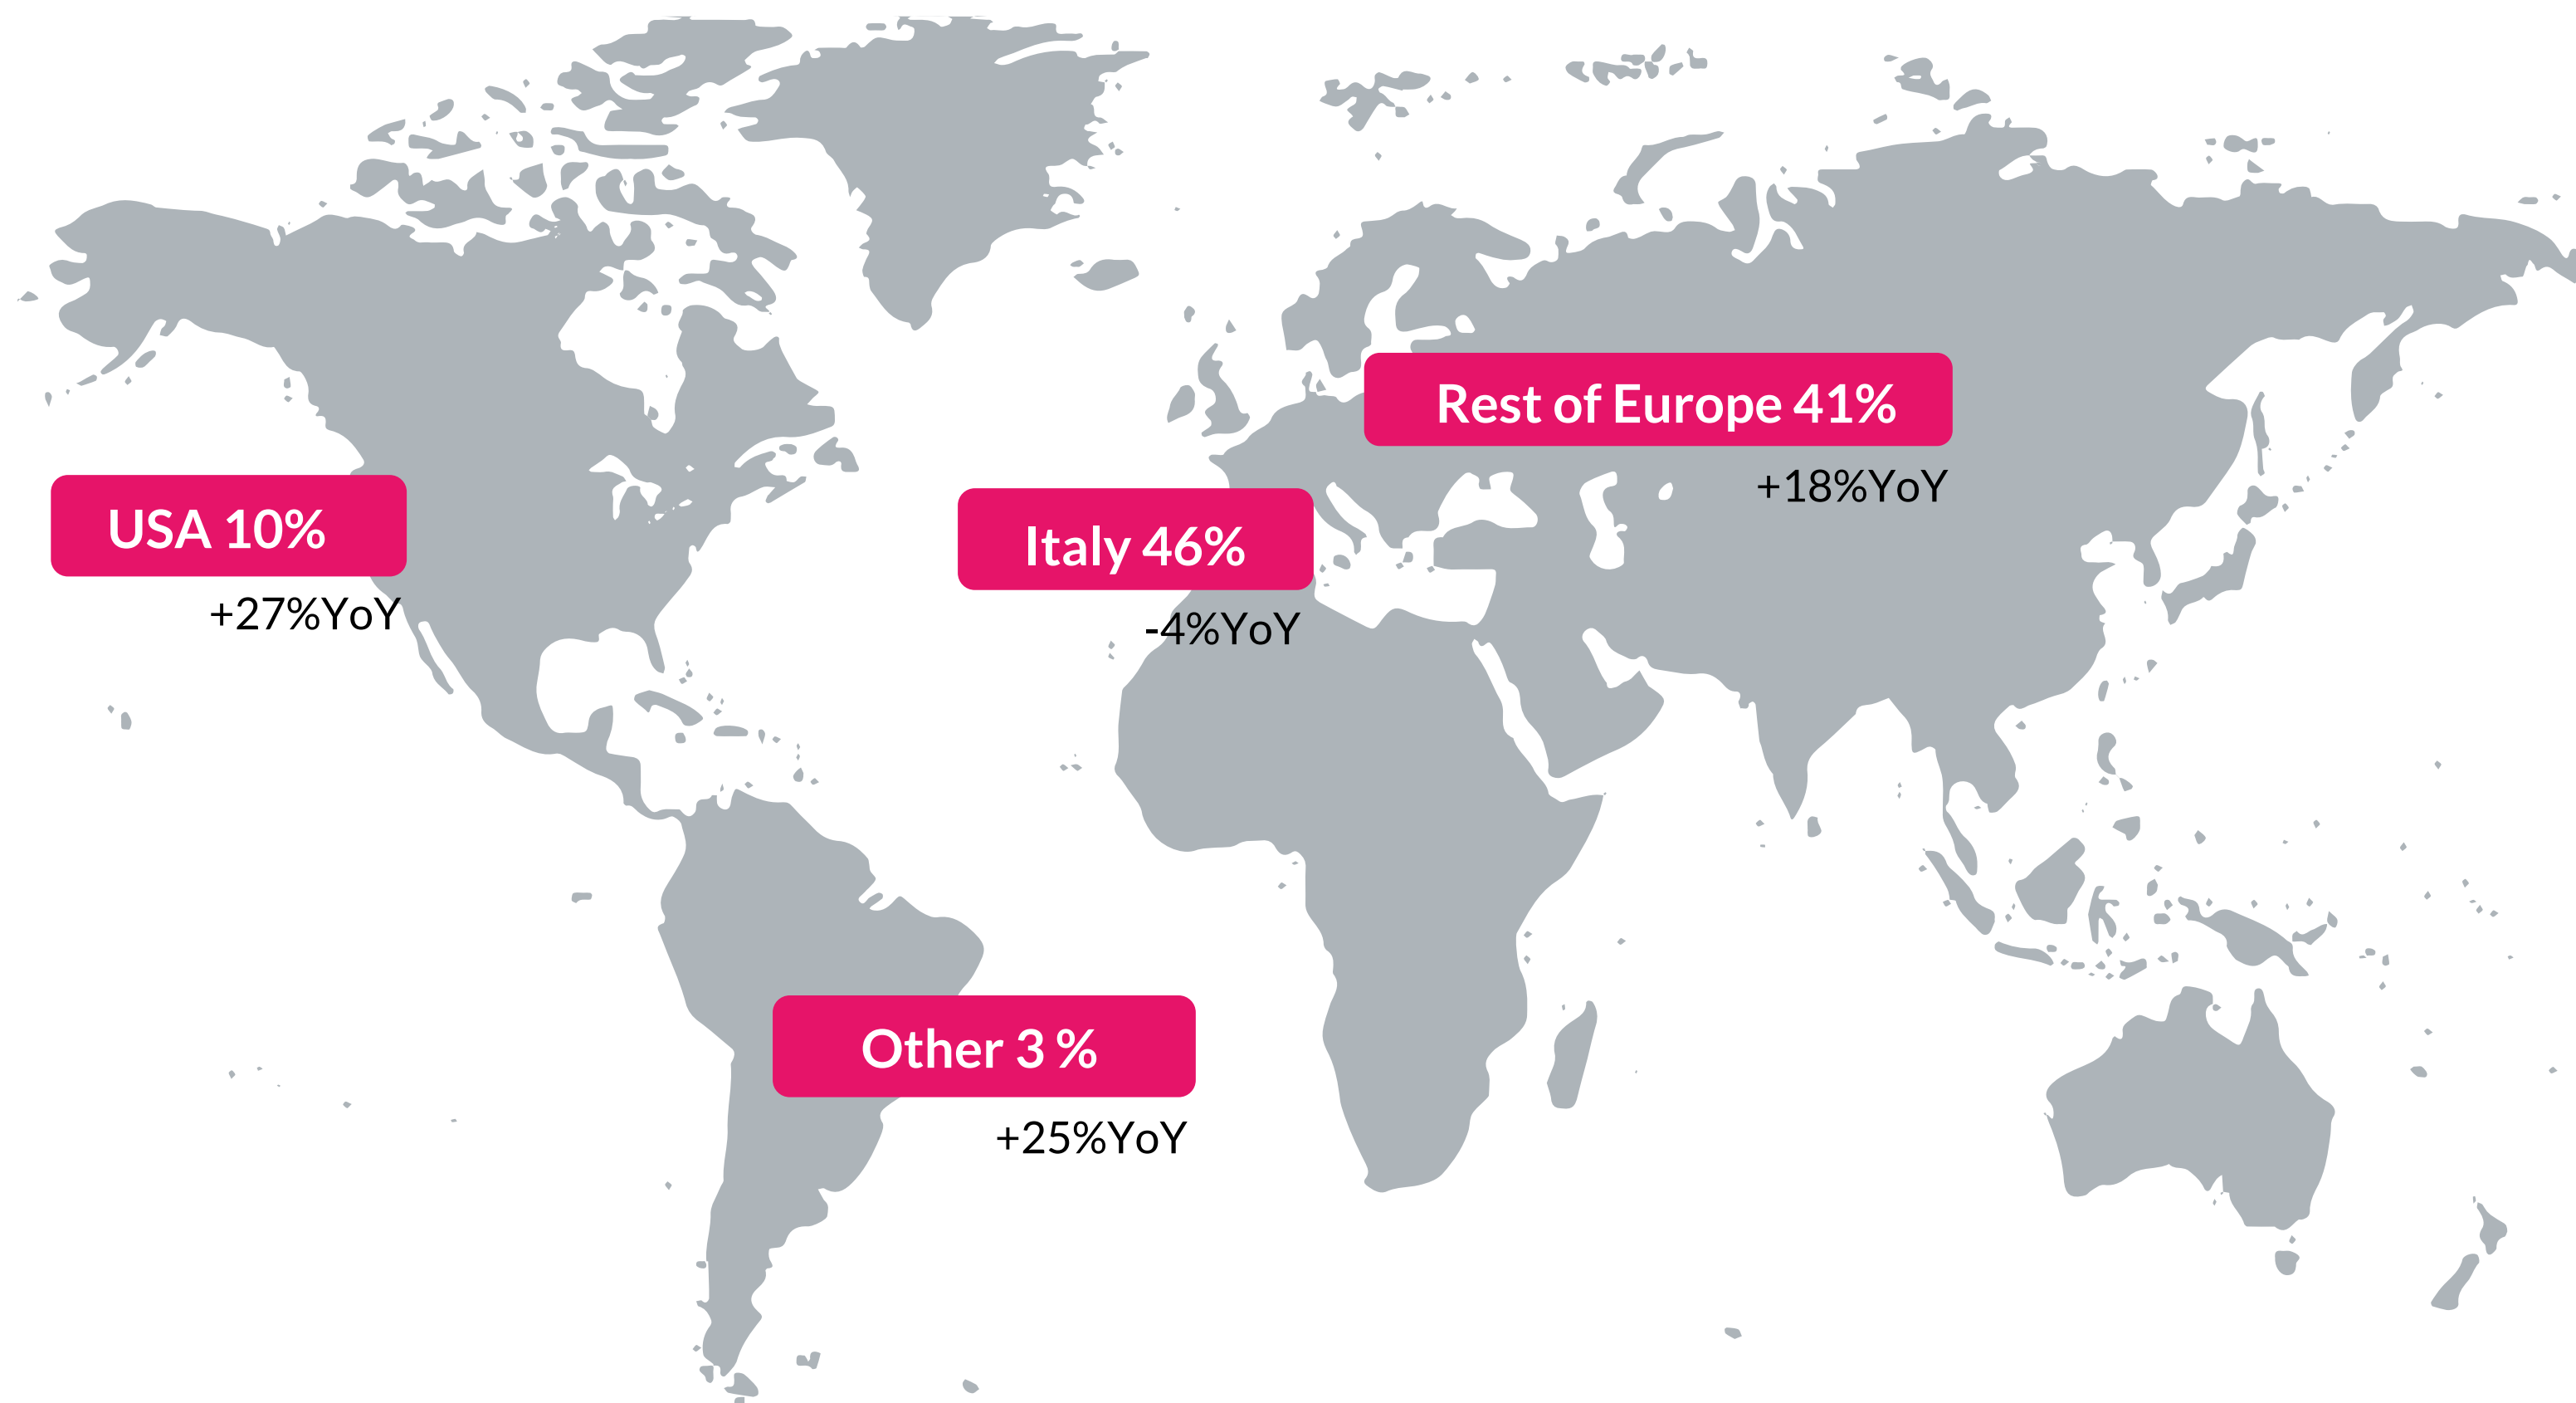 Rest of Europe 41%
+18%YoY
USA 10%
+27%YoY
Italy 46%
-4%YoY
Other 3 %
+25%YoY